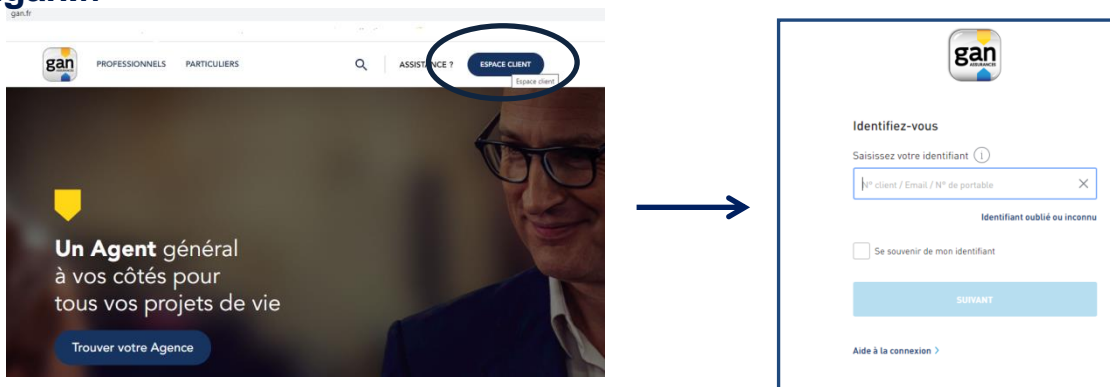 gan.fr
gan
ASSURANCES
PROFESSIONNELS PARTICULIERS ASSISTANCE ? ESPACE CLIENT
Espace client
Un Agent général
à vos côtés pour
tous vos projets de vie
Trouver votre Agence
gan
ASSURANCES
Identifiez-vous
Saisissez votre identifiant i
N° client / Email / N° de portable
Identifiant oublié ou inconnu
Se souvenir de mon identifiant
SUIVANT
Aide à la connexion >